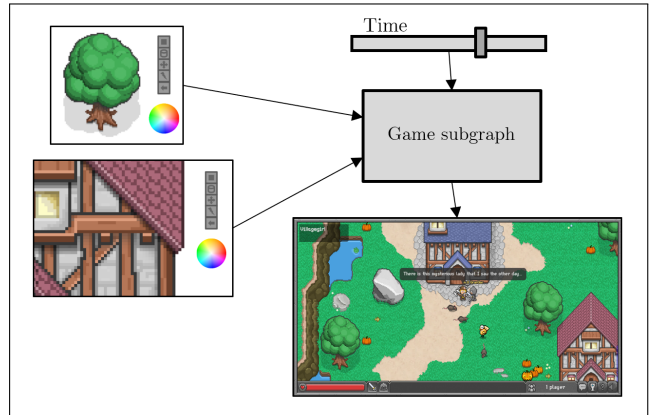 Time
Game subgraph
Villagegirl
There is this mysterious lady that I saw the other day.
1 player